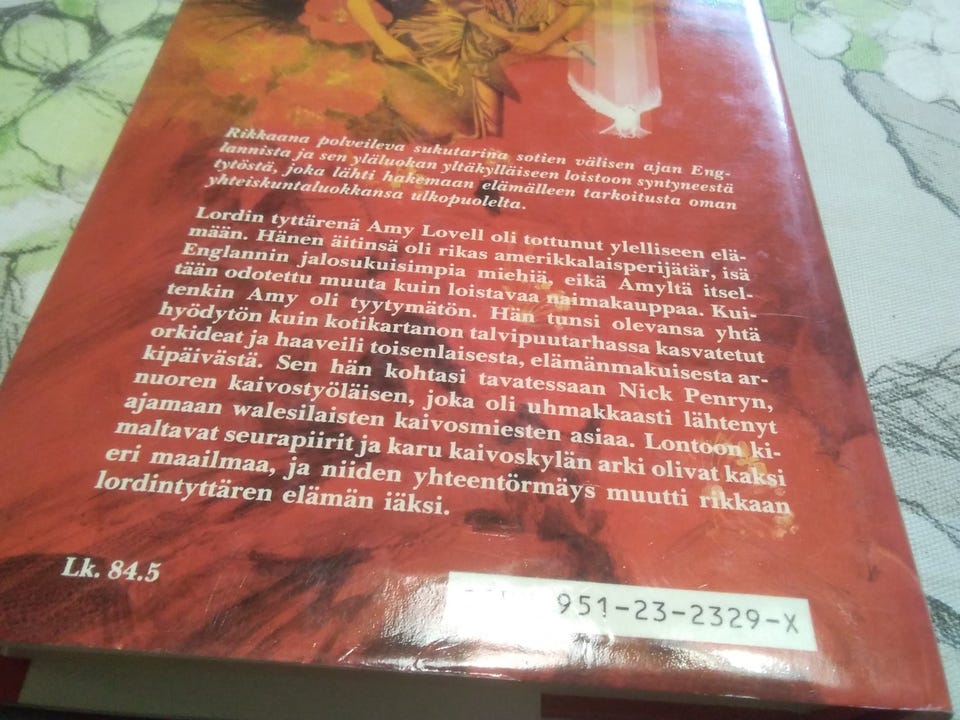 Rikkaana polveileva sukutarina sotien välisen ajan Eng-
lannista ja sen yläluokan yltäkylläiseen loistoon syntyneestä
tytöstä, joka lähti hakemaan elämälleen tarkoitusta oman
yhteiskuntaluokkansa ulkopuolelta.
Lordin tyttärenä Amy Lovell oli tottunut ylelliseen elä-
mään. Hänen äitinsä oli rikas amerikkalaisperijätär, isä
Englannin jalosukuisimpia miehiä, eikä Amyltä itsel-
tään odotettu muuta kuin loistavaa naimakauppaa. Kui-
tenkin Amy oli tyytymätön. Hän tunsi olevansa yhtä
hyödytön kuin kotikartanon talvipuutarhassa kasvatetut
orkideat ja haaveili toisenlaisesta, elämänmakuisesta ar-
kipäivästä. Sen hän kohtasi tavatessaan Nick Penryn,
nuoren kaivostyöläisen, joka oli uhmakkaasti lähtenyt
ajamaan walesilaisten kaivosmiesten asiaa. Lontoon ki-
maltavat seurapiirit ja karu kaivoskylän arki olivat kaksi
eri maailmaa, ja niiden yhteentörmäys muutti rikkaan
lordintyttären elämän iäksi.
Lk. 84.5
951-23-2329-X